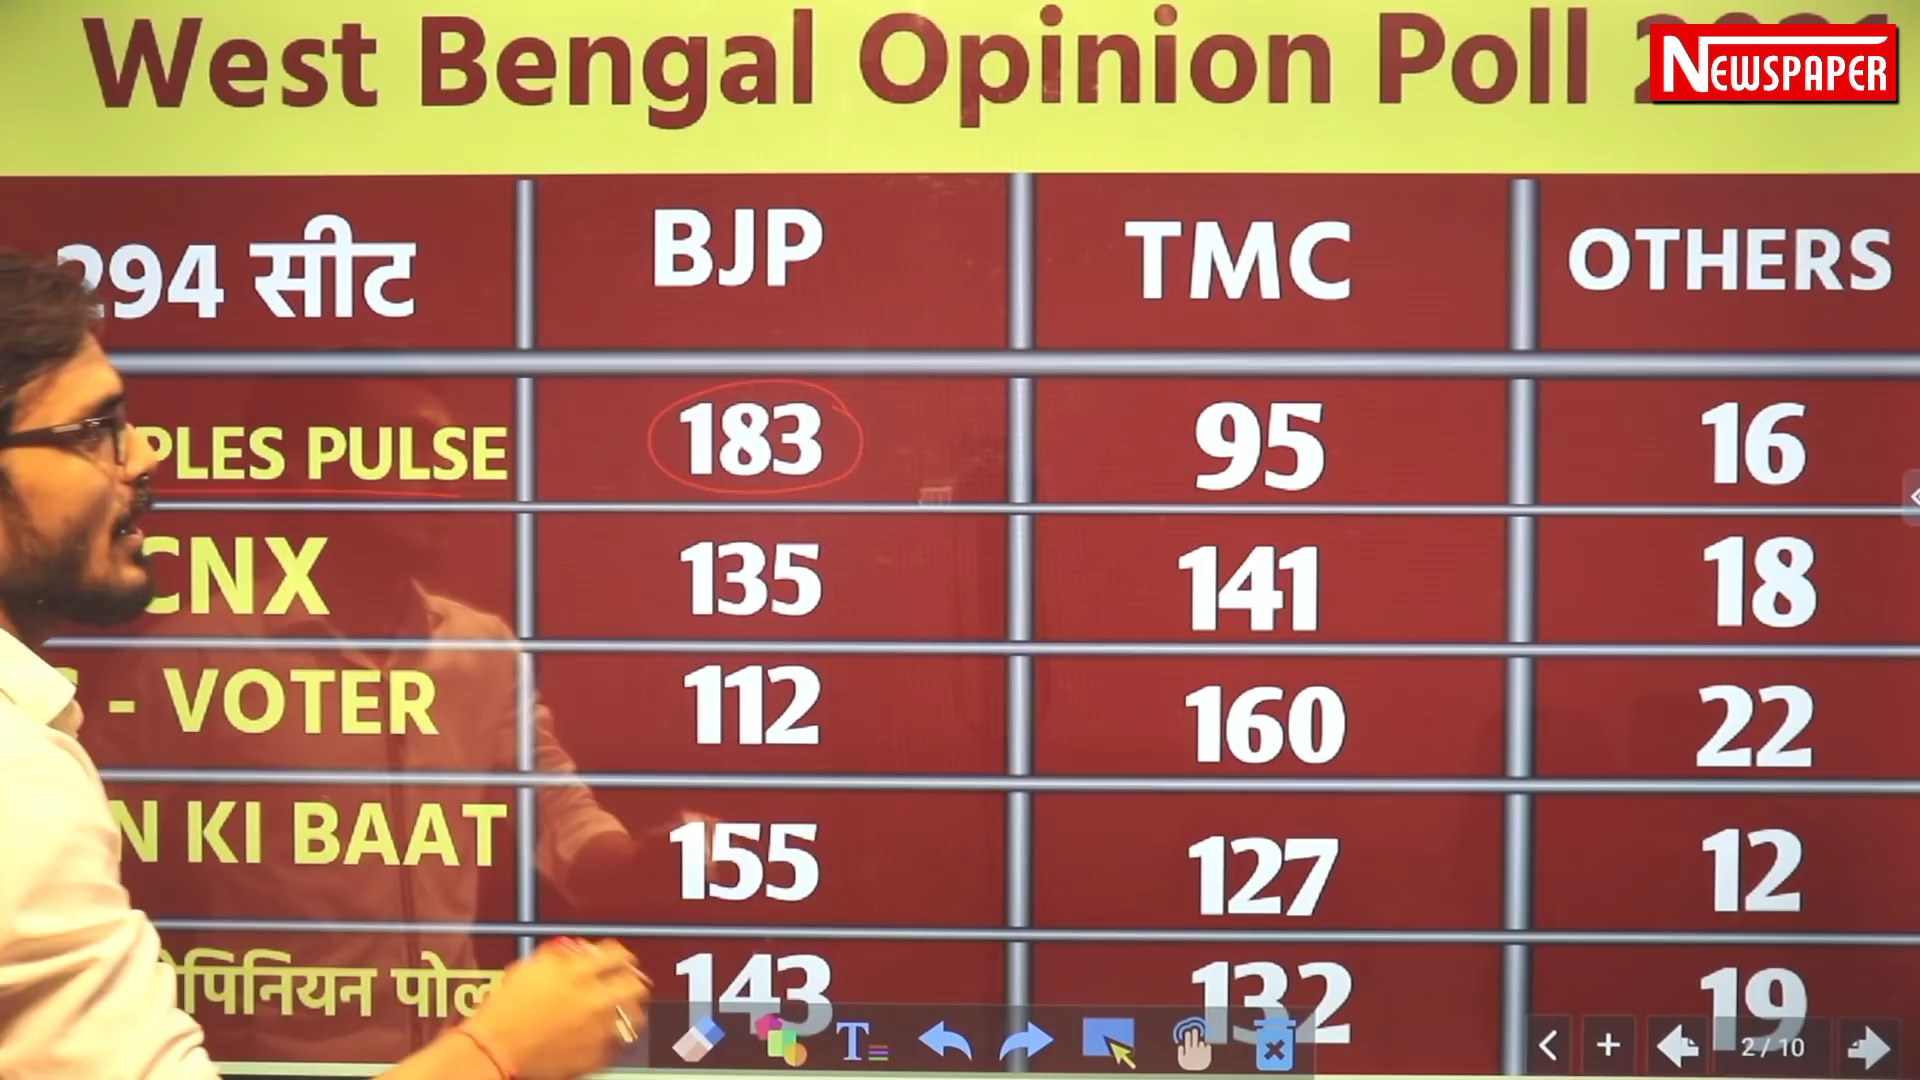 West Bengal Opinion Poll
NEWSPAPER
294 सीट BJP TMC OTHERS
PLES PULSE 183 95 16
CNX 135 141 18
- VOTER 112 160 22
N KI BAAT 155 127 12
पिनियन पोल 143 132 19
T
2 / 10